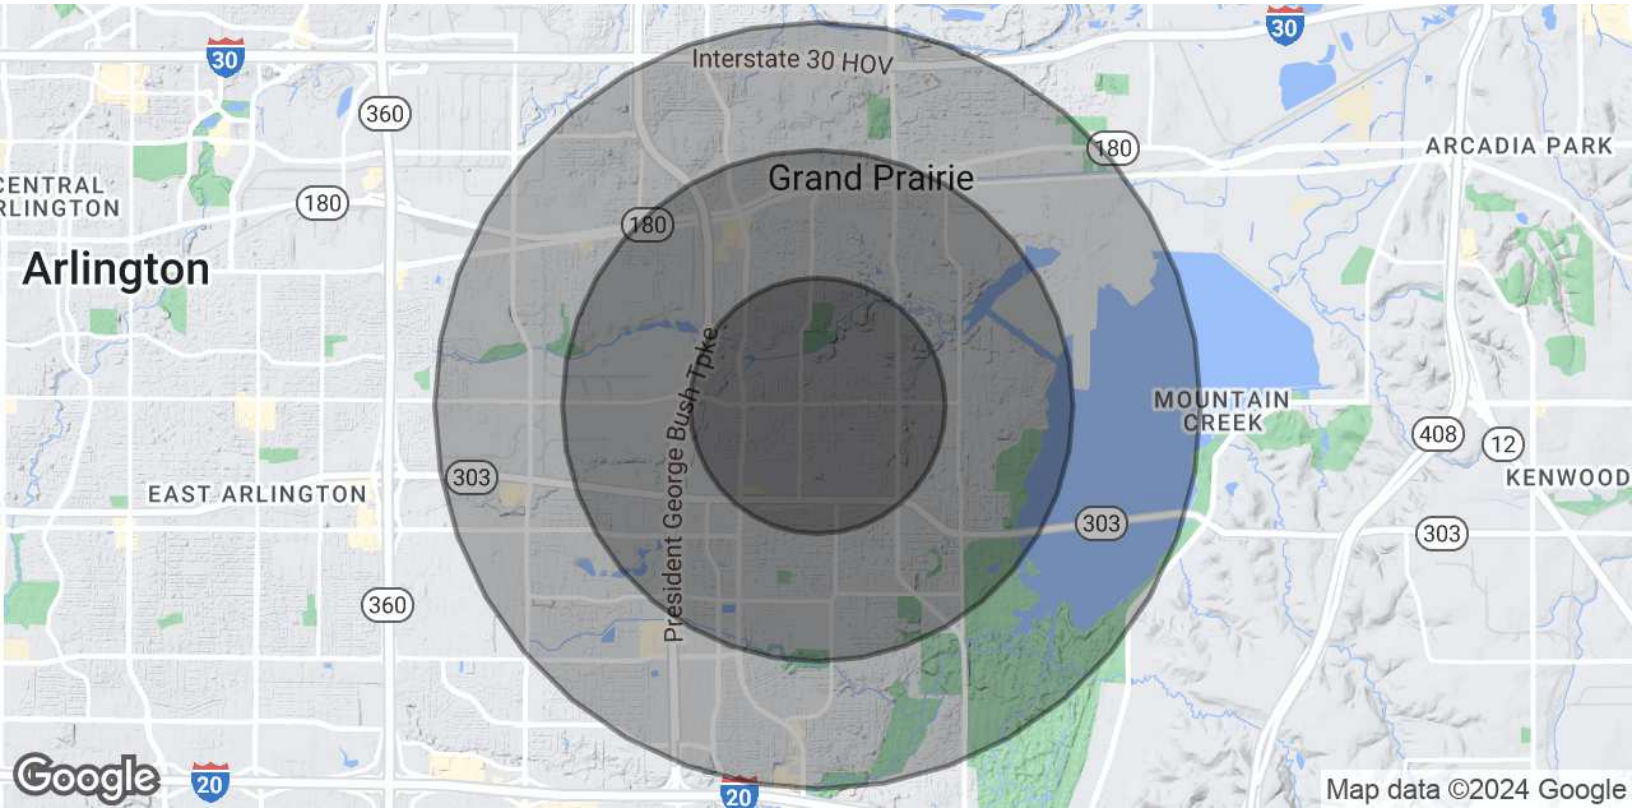 30
30
Interstate 30 HOV
360
180
ARCADIA PARK
Grand Prairie
CENTRAL
RLINGTON
180
180
Arlington
President George Bush Tpke
MOUNTAIN
CREEK
408
12
303
KENWOOD
EAST ARLINGTON
303
303
360
Google
20
20
Map data ©2024 Google